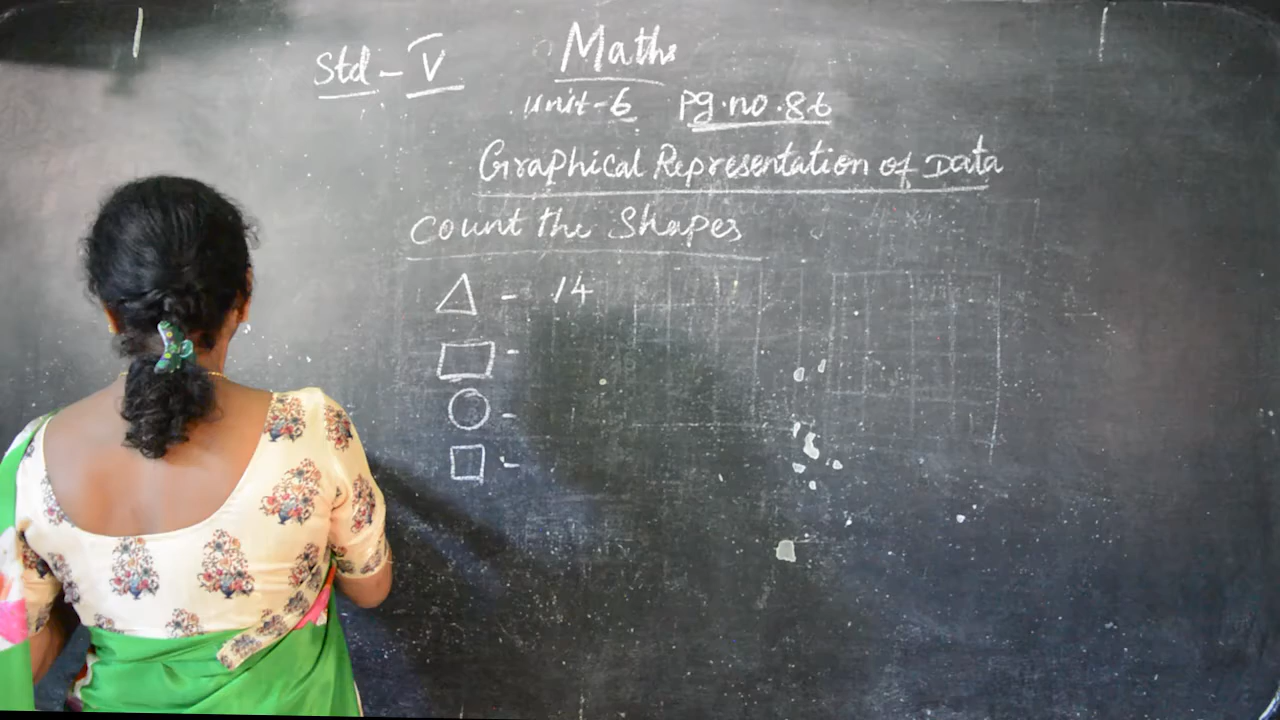 Std - V Maths
unit-6 pg.no.86
Graphical Representation of Data
Count the Shapes
△ - 14
▭ -
○ -
□ -